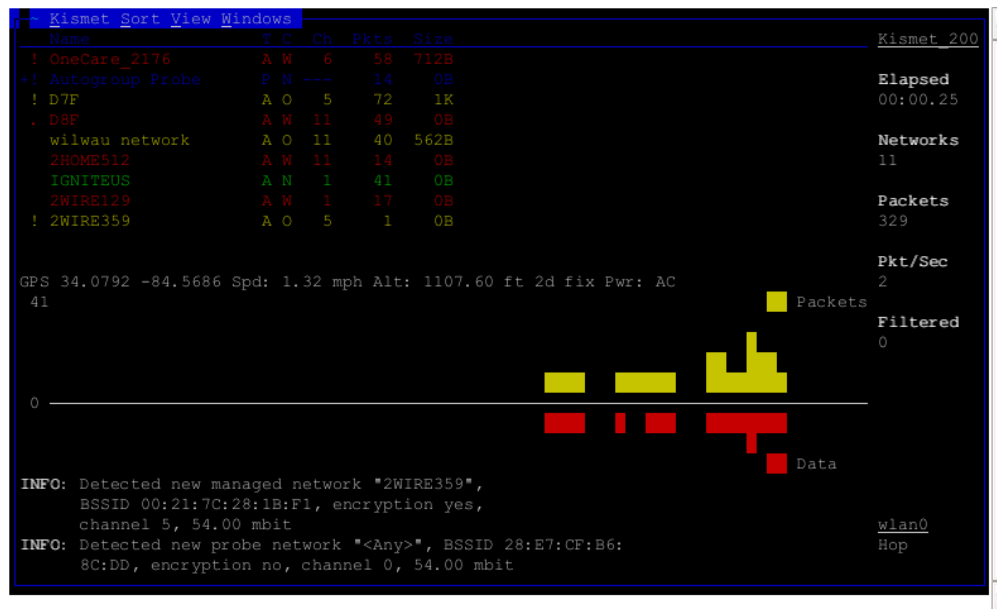 ~ Kismet Sort View Windows
Name T C Ch Pkts Size
! OneCare_2176 A W 6 58 712B
+! Autogroup Probe P N --- 14 0B
! D7F A O 5 72 1K
. D8F A W 11 49 0B
wilwau network A O 11 40 562B
2HOME512 A W 11 14 0B
IGNITEUS A N 1 41 0B
2WIRE129 A W 1 17 0B
! 2WIRE359 A O 5 1 0B
Kismet_200
Elapsed
00:00.25
Networks
11
Packets
329
Pkt/Sec
2
Filtered
0
GPS 34.0792 -84.5686 Spd: 1.32 mph Alt: 1107.60 ft 2d fix Pwr: AC
41
Packets
0
Data
INFO: Detected new managed network "2WIRE359",
BSSID 00:21:7C:28:1B:F1, encryption yes,
channel 5, 54.00 mbit
INFO: Detected new probe network "<Any>", BSSID 28:E7:CF:B6:
8C:DD, encryption no, channel 0, 54.00 mbit
wlan0
Hop